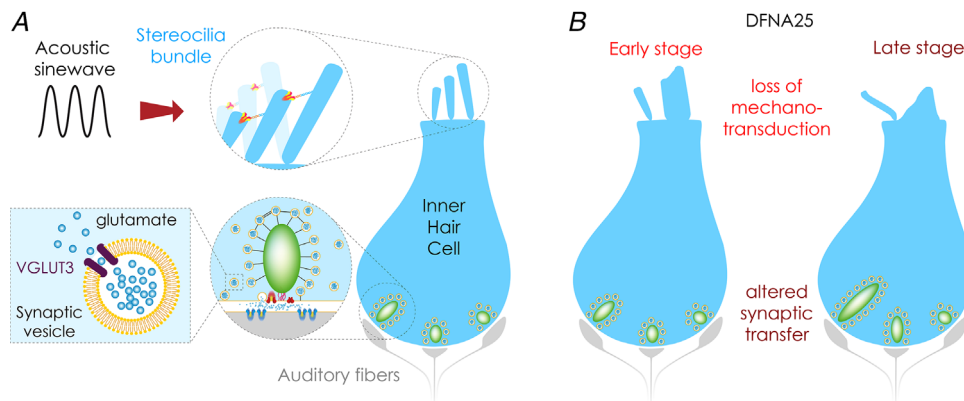 A
Acoustic
sinewave
Stereocilia
bundle
glutamate
VGLUT3
Synaptic
vesicle
Inner
Hair
Cell
Auditory fibers
B
DFNA25
Early stage
Late stage
loss of
mechano-
transduction
altered
synaptic
transfer